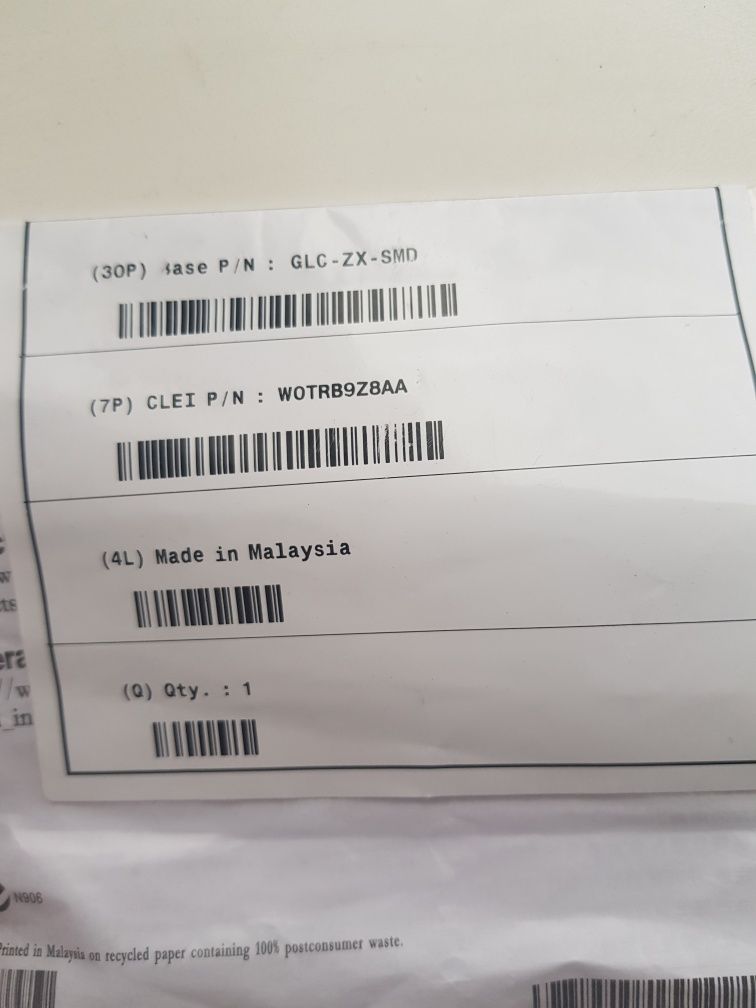 (30P) Base P/N : GLC-ZX-SMD
(7P) CLEI P/N : WOTRB9Z8AA
(4L) Made in Malaysia
(Q) Qty. : 1
N906
Printed in Malaysia on recycled paper containing 100% postconsumer waste.